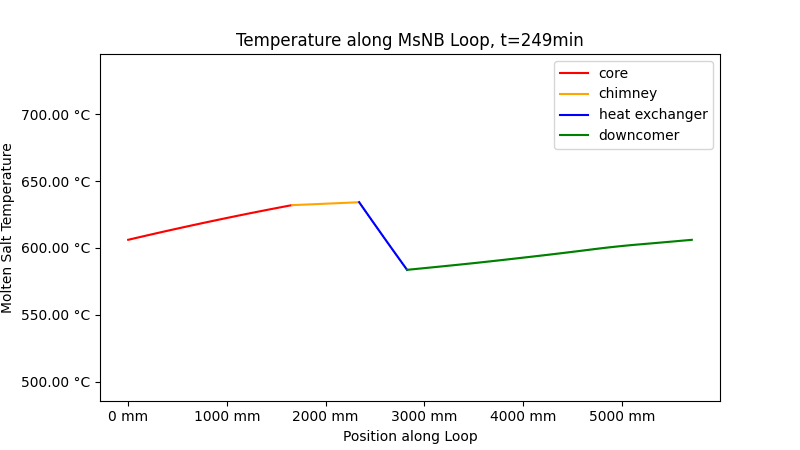 Temperature along MsNB Loop, t=249min
core
chimney
heat exchanger
downcomer
700.00 °C
650.00 °C
600.00 °C
550.00 °C
500.00 °C
Molten Salt Temperature
0 mm 1000 mm 2000 mm 3000 mm 4000 mm 5000 mm
Position along Loop